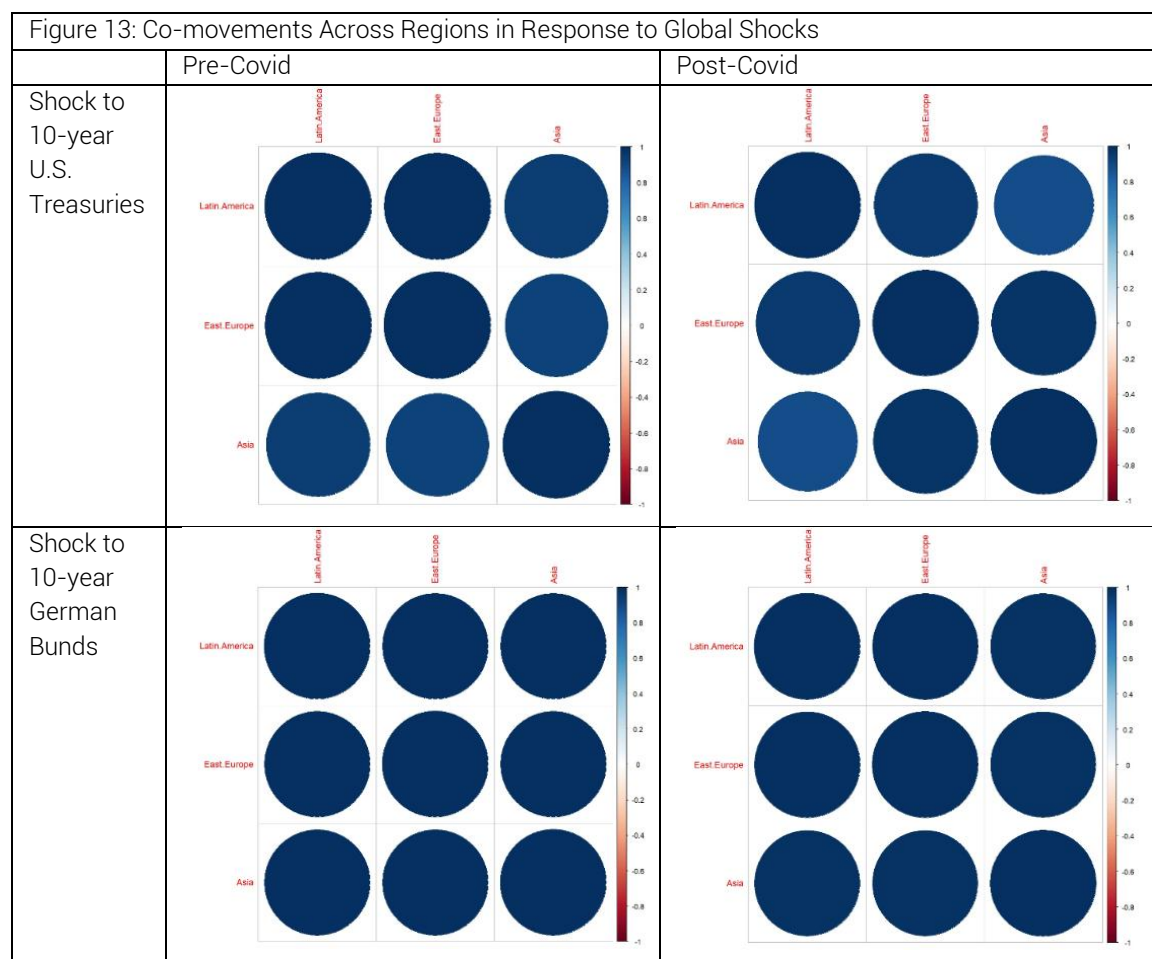 Figure 13: Co-movements Across Regions in Response to Global Shocks
Pre-Covid
Post-Covid
Shock to
10-year
U.S.
Treasuries
Latin.America
East.Europe
Asia
Latin.America
East.Europe
Asia
1
0.8
0.6
0.4
0.2
0
-0.2
-0.4
-0.6
-0.8
-1
Latin.America
East.Europe
Asia
Latin.America
East.Europe
Asia
1
0.8
0.6
0.4
0.2
0
-0.2
-0.4
-0.6
-0.8
-1
Shock to
10-year
German
Bunds
Latin.America
East.Europe
Asia
Latin.America
East.Europe
Asia
1
0.8
0.6
0.4
0.2
0
-0.2
-0.4
-0.6
-0.8
-1
Latin.America
East.Europe
Asia
Latin.America
East.Europe
Asia
1
0.8
0.6
0.4
0.2
0
-0.2
-0.4
-0.6
-0.8
-1